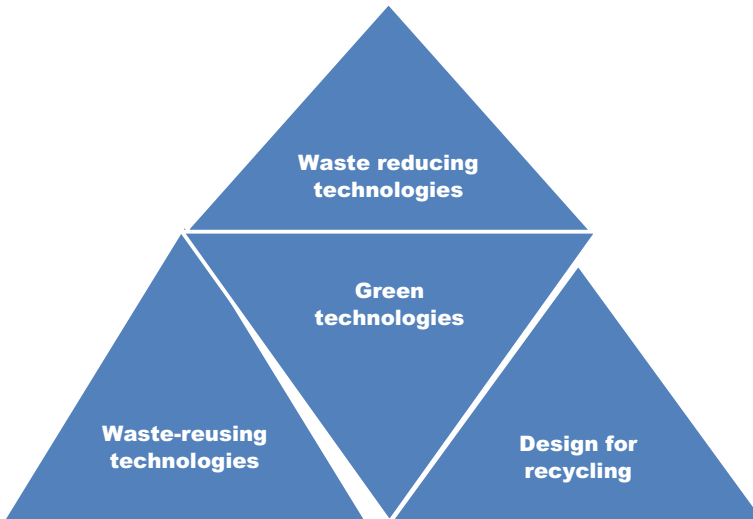 Waste reducing
technologies
Green
technologies
Waste-reusing
technologies
Design for
recycling